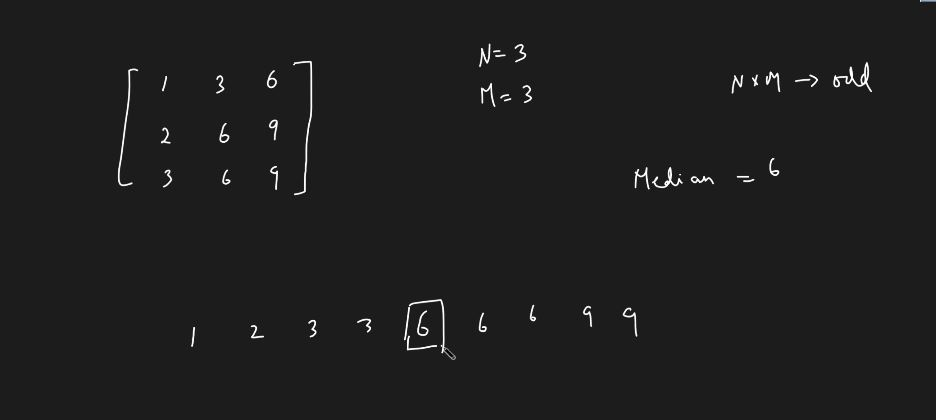 1 3 6
2 6 9
3 6 9
N = 3
M = 3
N x M → odd
Median = 6
1 2 3 3 6 6 6 9 9